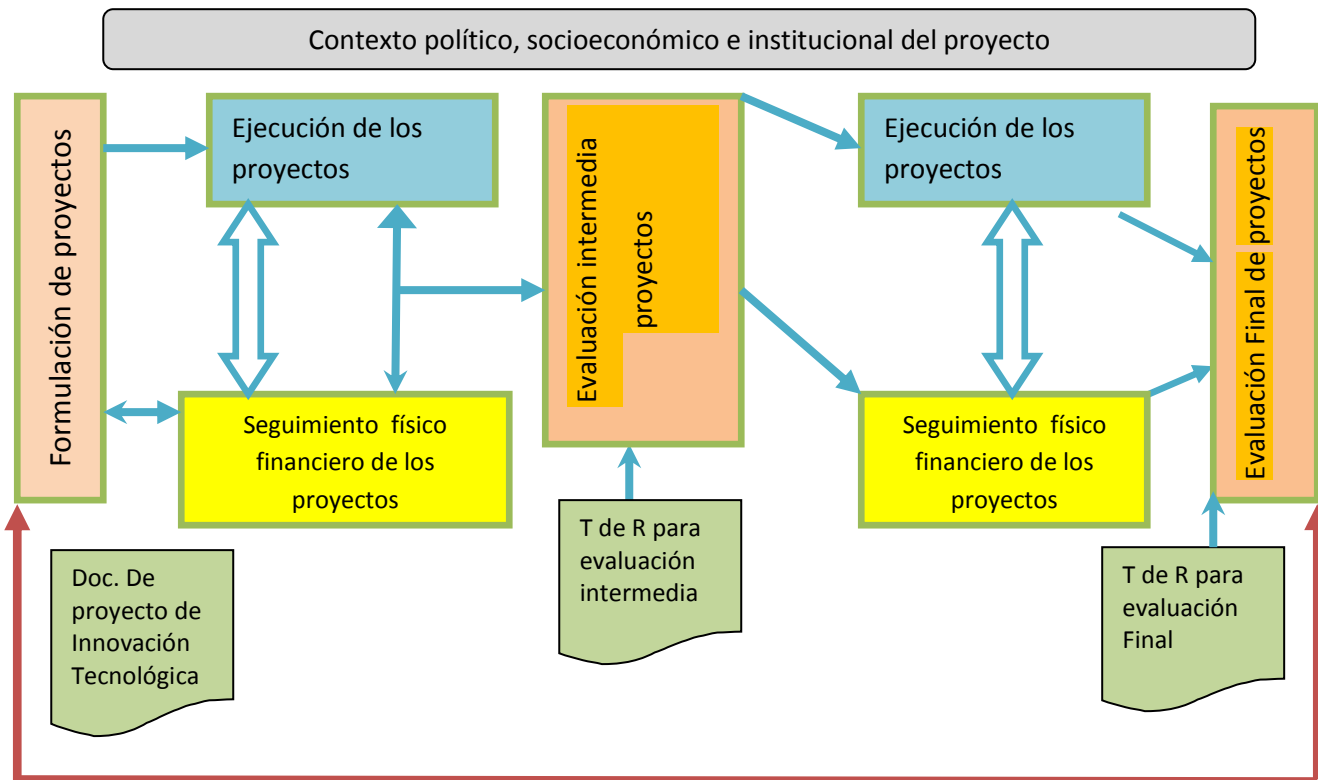 Contexto político, socioeconómico e institucional del proyecto
Formulación de proyectos
Ejecución de los
proyectos
Seguimiento físico
financiero de los
proyectos
Evaluación intermedia
proyectos
Ejecución de los
proyectos
Seguimiento físico
financiero de los
proyectos
Evaluación Final de proyectos
Doc. De
proyecto de
Innovación
Tecnológica
T de R para
evaluación
intermedia
T de R para
evaluación
Final